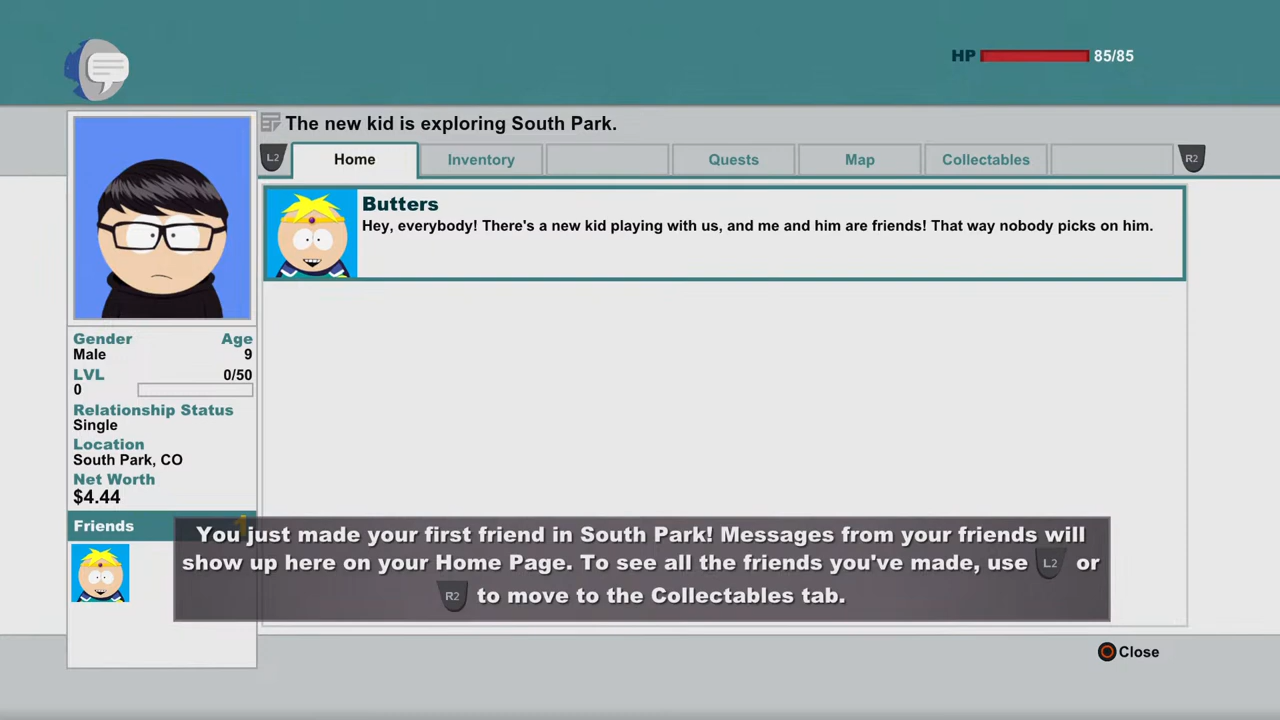 HP 85/85
The new kid is exploring South Park.
L2 Home Inventory Quests Map Collectables R2
Butters
Hey, everybody! There's a new kid playing with us, and me and him are friends! That way nobody picks on him.
Gender Age
Male 9
LVL 0/50
0
Relationship Status
Single
Location
South Park, CO
Net Worth
$4.44
Friends 1
You just made your first friend in South Park! Messages from your friends will
show up here on your Home Page. To see all the friends you've made, use L2 or
R2 to move to the Collectables tab.
Close